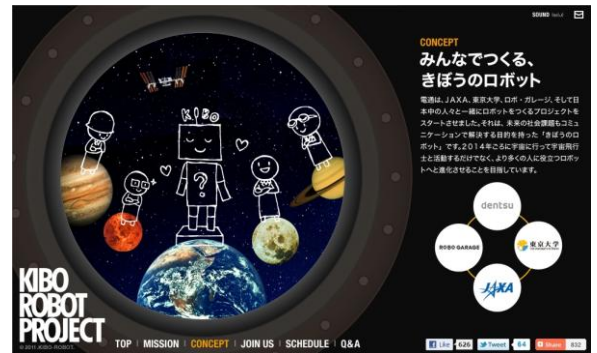 SOUND
CONCEPT
みんなでつくる、
きぼうのロボット
電通は、JAXA、東京大学、ロボ・ガレージ、そして日
本中の人々と一緒にロボットをつくるプロジェクトを
スタートさせました。それは、未来の社会課題もコミュ
ニケーションで解決する目的を持った「きぼうのロ
ボット」です。2014年ごろに宇宙に行って宇宙飛行
士と活動するだけでなく、より多くの人に役立つロボッ
トへと進化させることを目指しています。
KIBO
?
dentsu
ROBO GARAGE
東京大学
JAXA
KIBO
ROBOT
PROJECT
© 2011 KIBO-ROBOT.
TOP | MISSION | CONCEPT | JOIN US | SCHEDULE | Q&A
Like 626 Tweet 64 Share 832